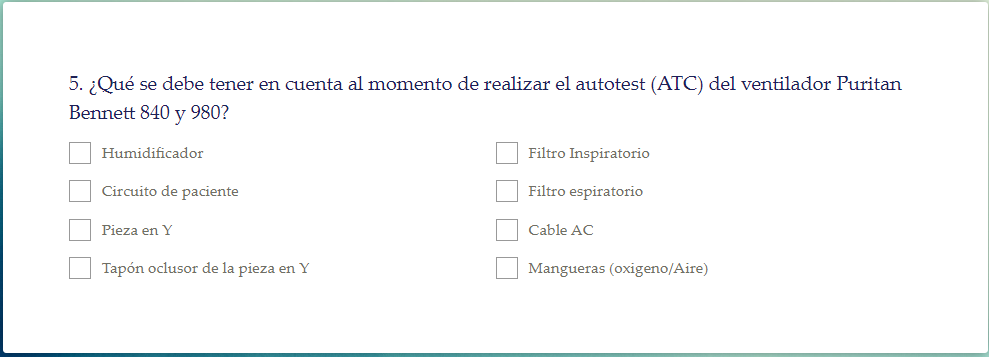 5. ¿Qué se debe tener en cuenta al momento de realizar el autotest (ATC) del ventilador Puritan
Bennett 840 y 980?
Humidificador
Filtro Inspiratorio
Circuito de paciente
Filtro espiratorio
Pieza en Y
Cable AC
Tapón oclusor de la pieza en Y
Mangueras (oxigeno/Aire)